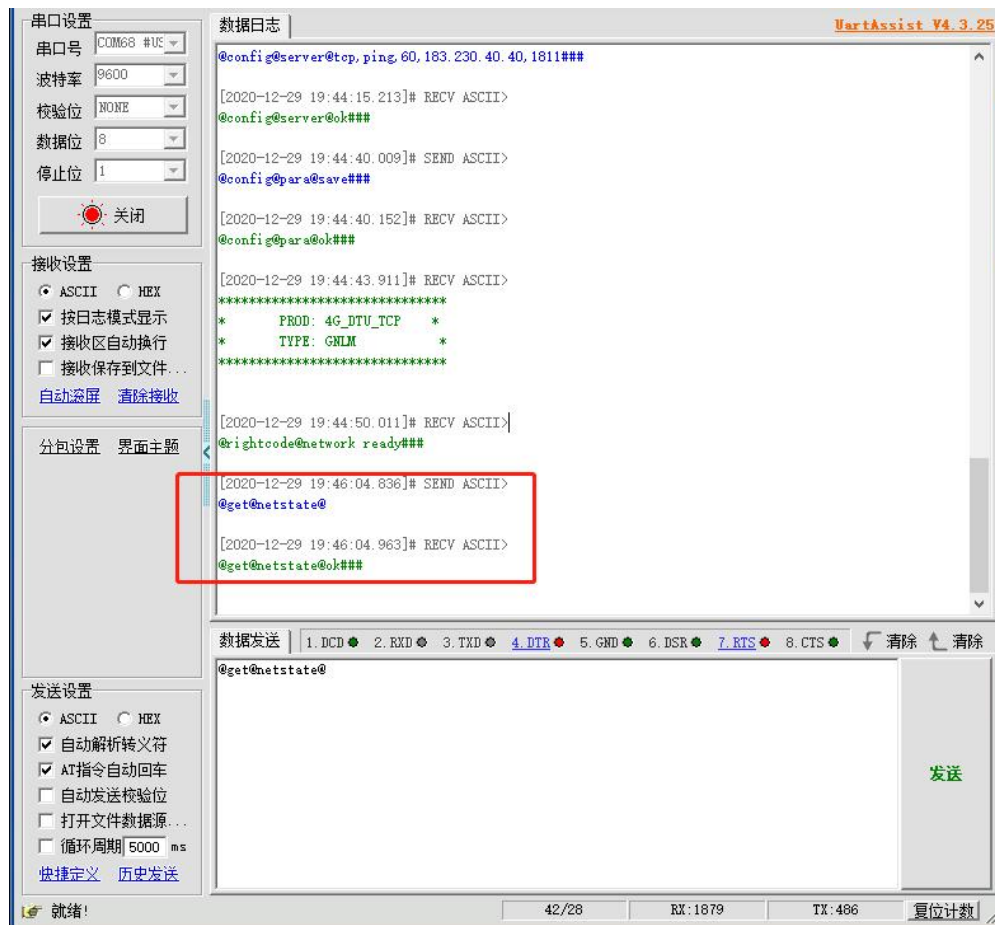 串口设置
串口号 COM68 #US
波特率 9600
校验位 NONE
数据位 8
停止位 1
关闭
接收设置
ASCII HEX
按日志模式显示
接收区自动换行
接收保存到文件...
自动滚屏 清除接收
分包设置 界面主题
发送设置
ASCII HEX
自动解析转义符
AT指令自动回车
自动发送校验位
打开文件数据源...
循环周期 5000 ms
快捷定义 历史发送
数据日志 UartAssist V4.3.25
@config@server@tcp,ping,60,183.230.40.40,1811###
[2020-12-29 19:44:15.213]# RECV ASCII>
@config@server@ok###
[2020-12-29 19:44:40.009]# SEND ASCII>
@config@para@save###
[2020-12-29 19:44:40.152]# RECV ASCII>
@config@para@ok###
[2020-12-29 19:44:43.911]# RECV ASCII>
******************************
* PROD: 4G_DTU_TCP *
* TYPE: GNLM *
******************************
[2020-12-29 19:44:50.011]# RECV ASCII>
@rightcode@network ready###
[2020-12-29 19:46:04.836]# SEND ASCII>
@get@netstate@
[2020-12-29 19:46:04.963]# RECV ASCII>
@get@netstate@ok###
数据发送 1.DCD 2.RXD 3.TXD 4.DTR 5.GND 6.DSR 7.RTS 8.CTS 清除 清除
@get@netstate@
发送
就绪! 42/28 RX:1879 TX:486 复位计数